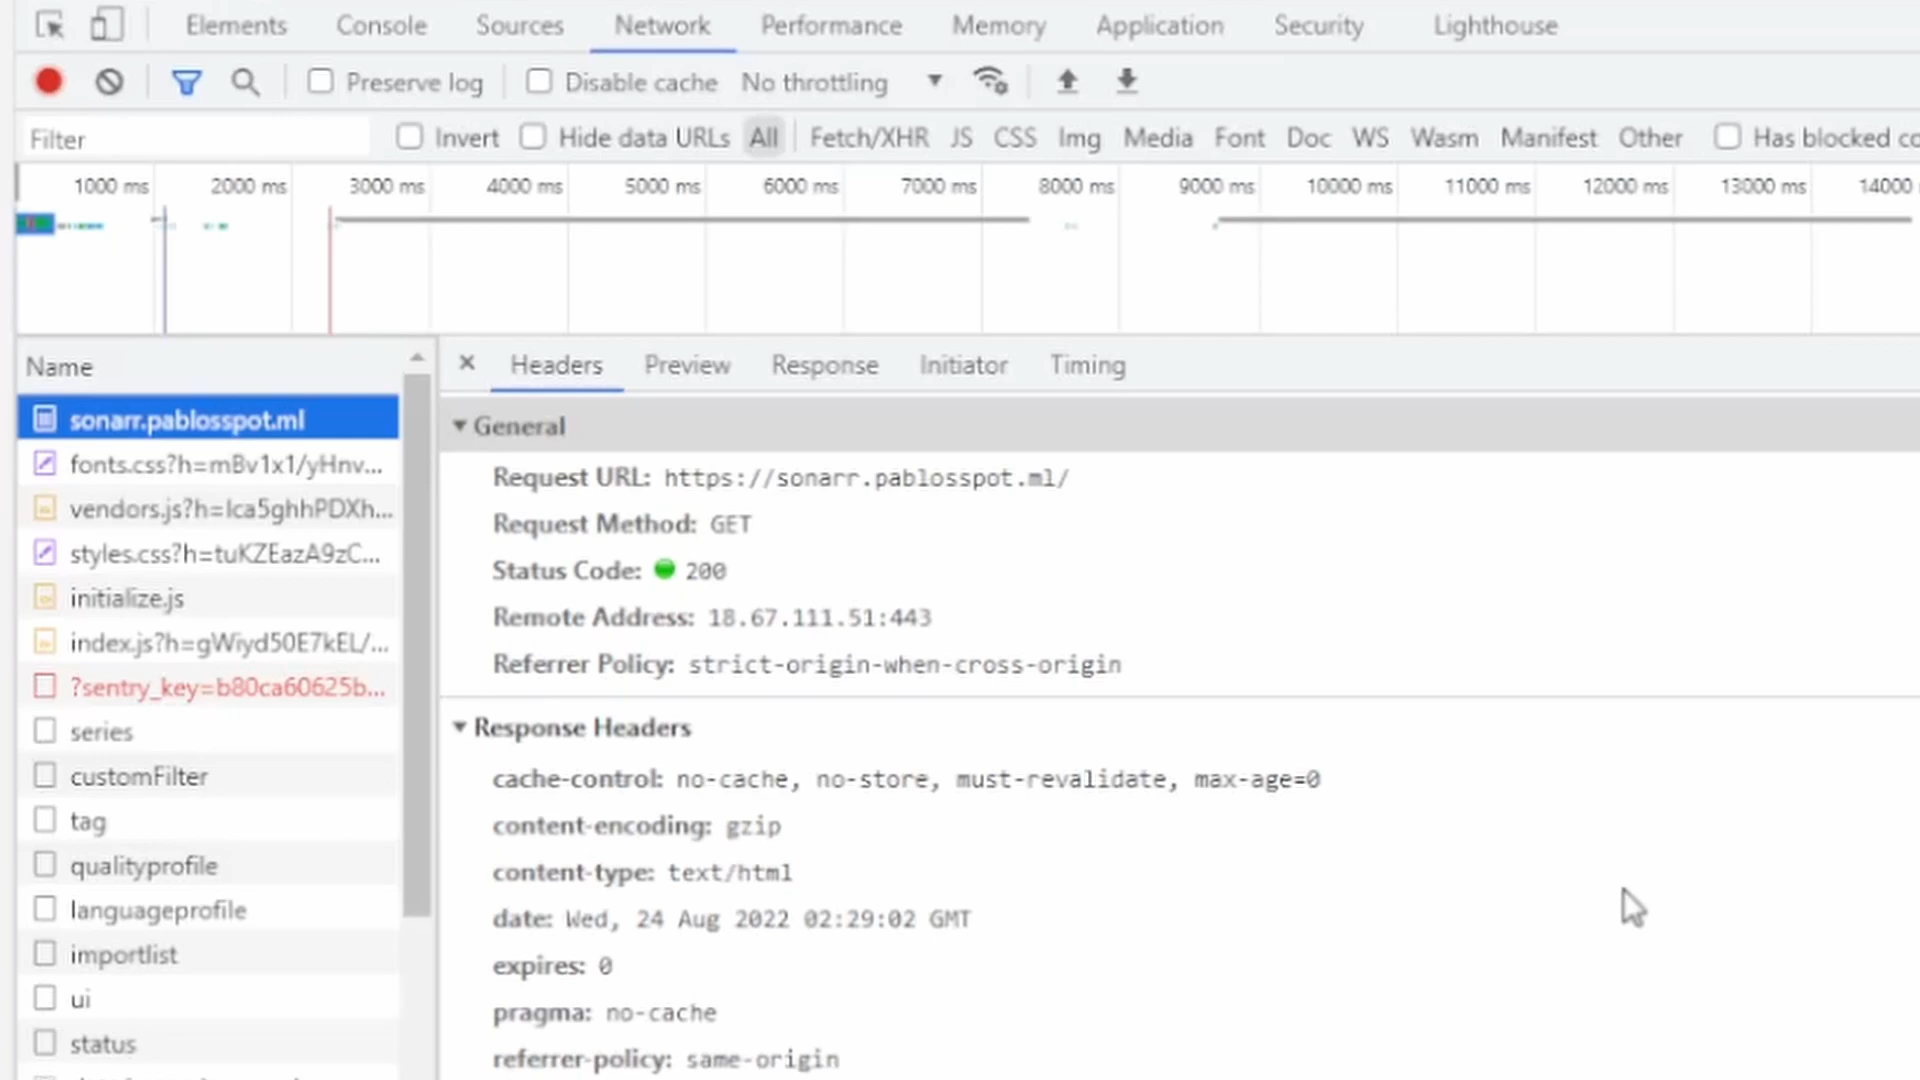 Elements Console Sources Network Performance Memory Application Security Lighthouse
Preserve log Disable cache No throttling
Filter Invert Hide data URLs All Fetch/XHR JS CSS Img Media Font Doc WS Wasm Manifest Other Has blocked co
1000 ms 2000 ms 3000 ms 4000 ms 5000 ms 6000 ms 7000 ms 8000 ms 9000 ms 10000 ms 11000 ms 12000 ms 13000 ms 14000
Name
sonarr.pablosspot.ml
fonts.css?h=mBv1x1/yHnv...
vendors.js?h=Ica5ghhPDXh...
styles.css?h=tuKZEazA9zC...
initialize.js
index.js?h=gWiyd50E7kEL/...
?sentry_key=b80ca60625b...
series
customFilter
tag
qualityprofile
languageprofile
importlist
ui
status
Headers Preview Response Initiator Timing
General
Request URL: https://sonarr.pablosspot.ml/
Request Method: GET
Status Code: 200
Remote Address: 18.67.111.51:443
Referrer Policy: strict-origin-when-cross-origin
Response Headers
cache-control: no-cache, no-store, must-revalidate, max-age=0
content-encoding: gzip
content-type: text/html
date: Wed, 24 Aug 2022 02:29:02 GMT
expires: 0
pragma: no-cache
referrer-policy: same-origin